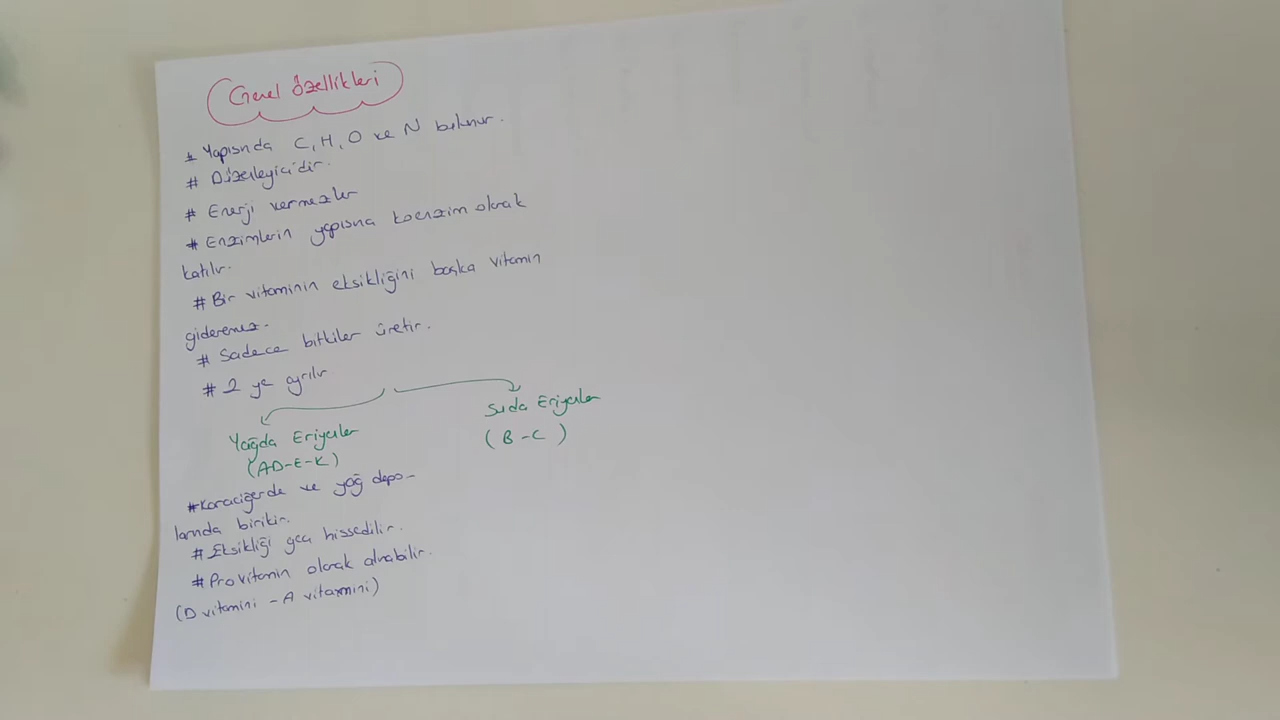 Genel Özellikleri
* Yapısında C, H, O ve N bulunur.
# Düzenleyicidir.
# Enerji vermezler
# Enzimlerin yapısına koenzim olarak
katılır.
# Bir vitaminin eksikliğini başka vitamin
gideremez.
# Sadece bitkiler üretir.
# 2 ye ayrılır
Yağda Eriyenler
(AD-E-K)
# Karaciğerde ve yağ depo-
larında birikir.
# Eksikliği geç hissedilir.
# Provitamin olarak alınabilir.
(D vitamini - A vitamini)
Suda Eriyenler
(B-C)